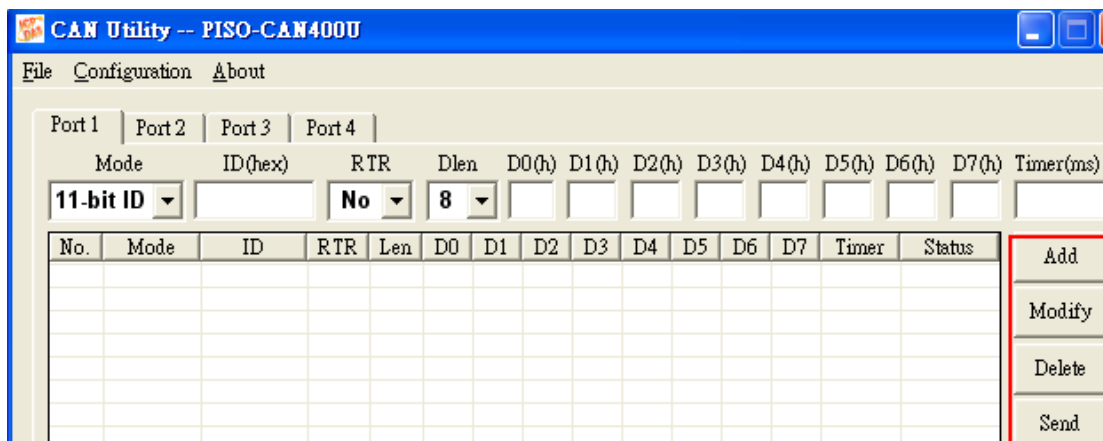 CAN Utility -- PISO-CAN400U
File Configuration About
Port 1 Port 2 Port 3 Port 4
Mode ID(hex) RTR Dlen D0(h) D1(h) D2(h) D3(h) D4(h) D5(h) D6(h) D7(h) Timer(ms)
11-bit ID No 8
No. Mode ID RTR Len D0 D1 D2 D3 D4 D5 D6 D7 Timer Status
Add
Modify
Delete
Send